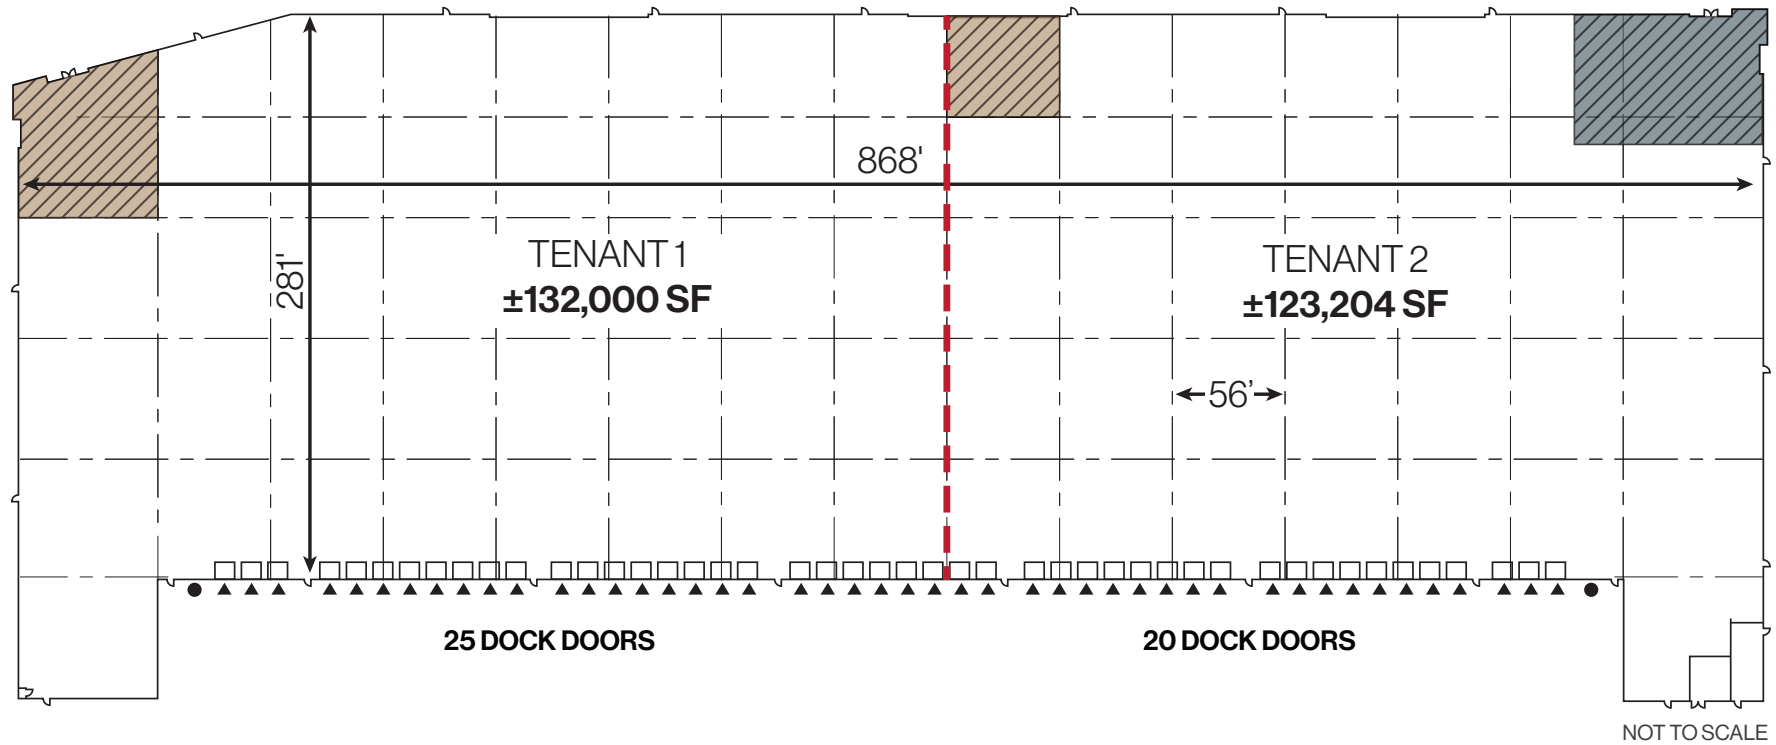 868'
281'
TENANT 1
±132,000 SF
TENANT 2
±123,204 SF
56'
25 DOCK DOORS
20 DOCK DOORS
NOT TO SCALE